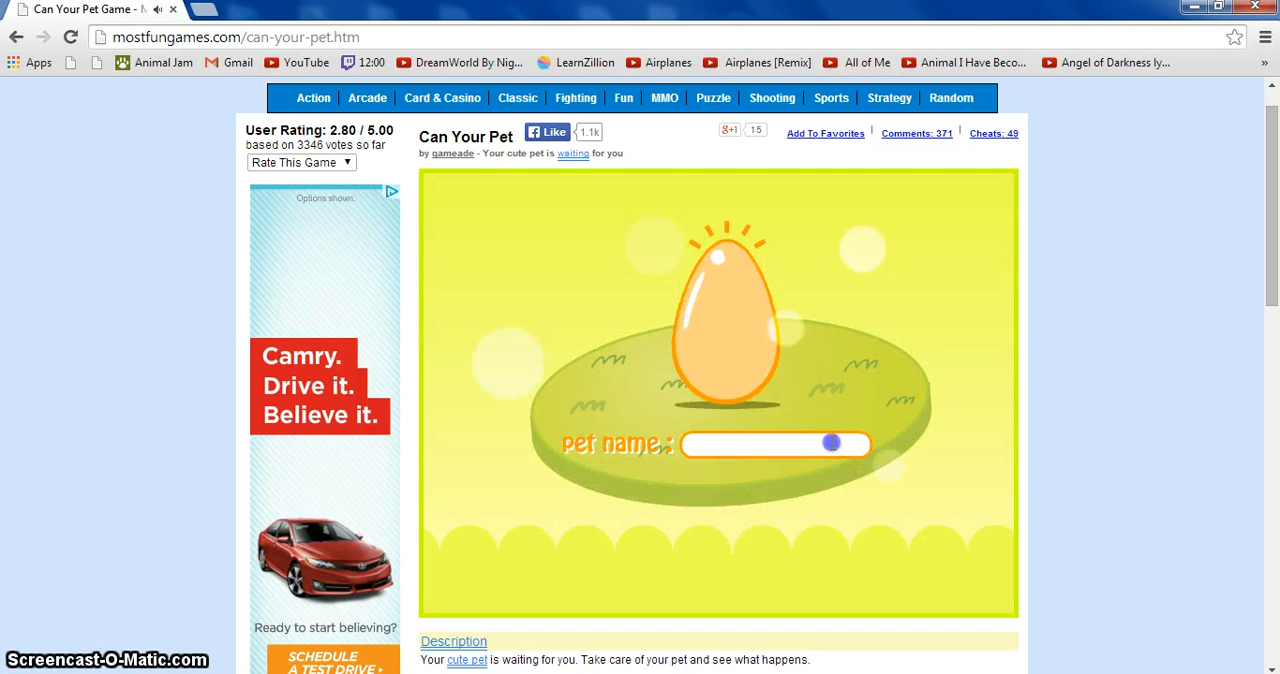 Can Your Pet Game - M
mostfungames.com/can-your-pet.htm
Apps Animal Jam Gmail YouTube 12:00 DreamWorld By Nig... LearnZillion Airplanes Airplanes [Remix] All of Me Animal I Have Beco... Angel of Darkness ly... »
Action Arcade Card & Casino Classic Fighting Fun MMO Puzzle Shooting Sports Strategy Random
User Rating: 2.80 / 5.00
based on 3346 votes so far
Rate This Game
Can Your Pet Like 1.1k
g+1 15
Add To Favorites Comments: 371 Cheats: 49
by gameade - Your cute pet is waiting for you
Options shown.
Camry.
Drive it.
Believe it.
Ready to start believing?
SCHEDULE
A TEST DRIVE
pet name :
Description
Your cute pet is waiting for you. Take care of your pet and see what happens.
Screencast-O-Matic.com